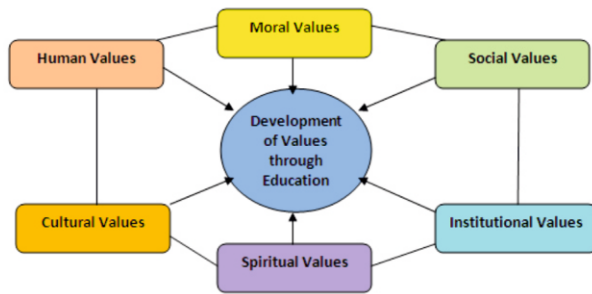 Moral Values
Human Values
Social Values
Development
of Values
through
Education
Cultural Values
Institutional Values
Spiritual Values